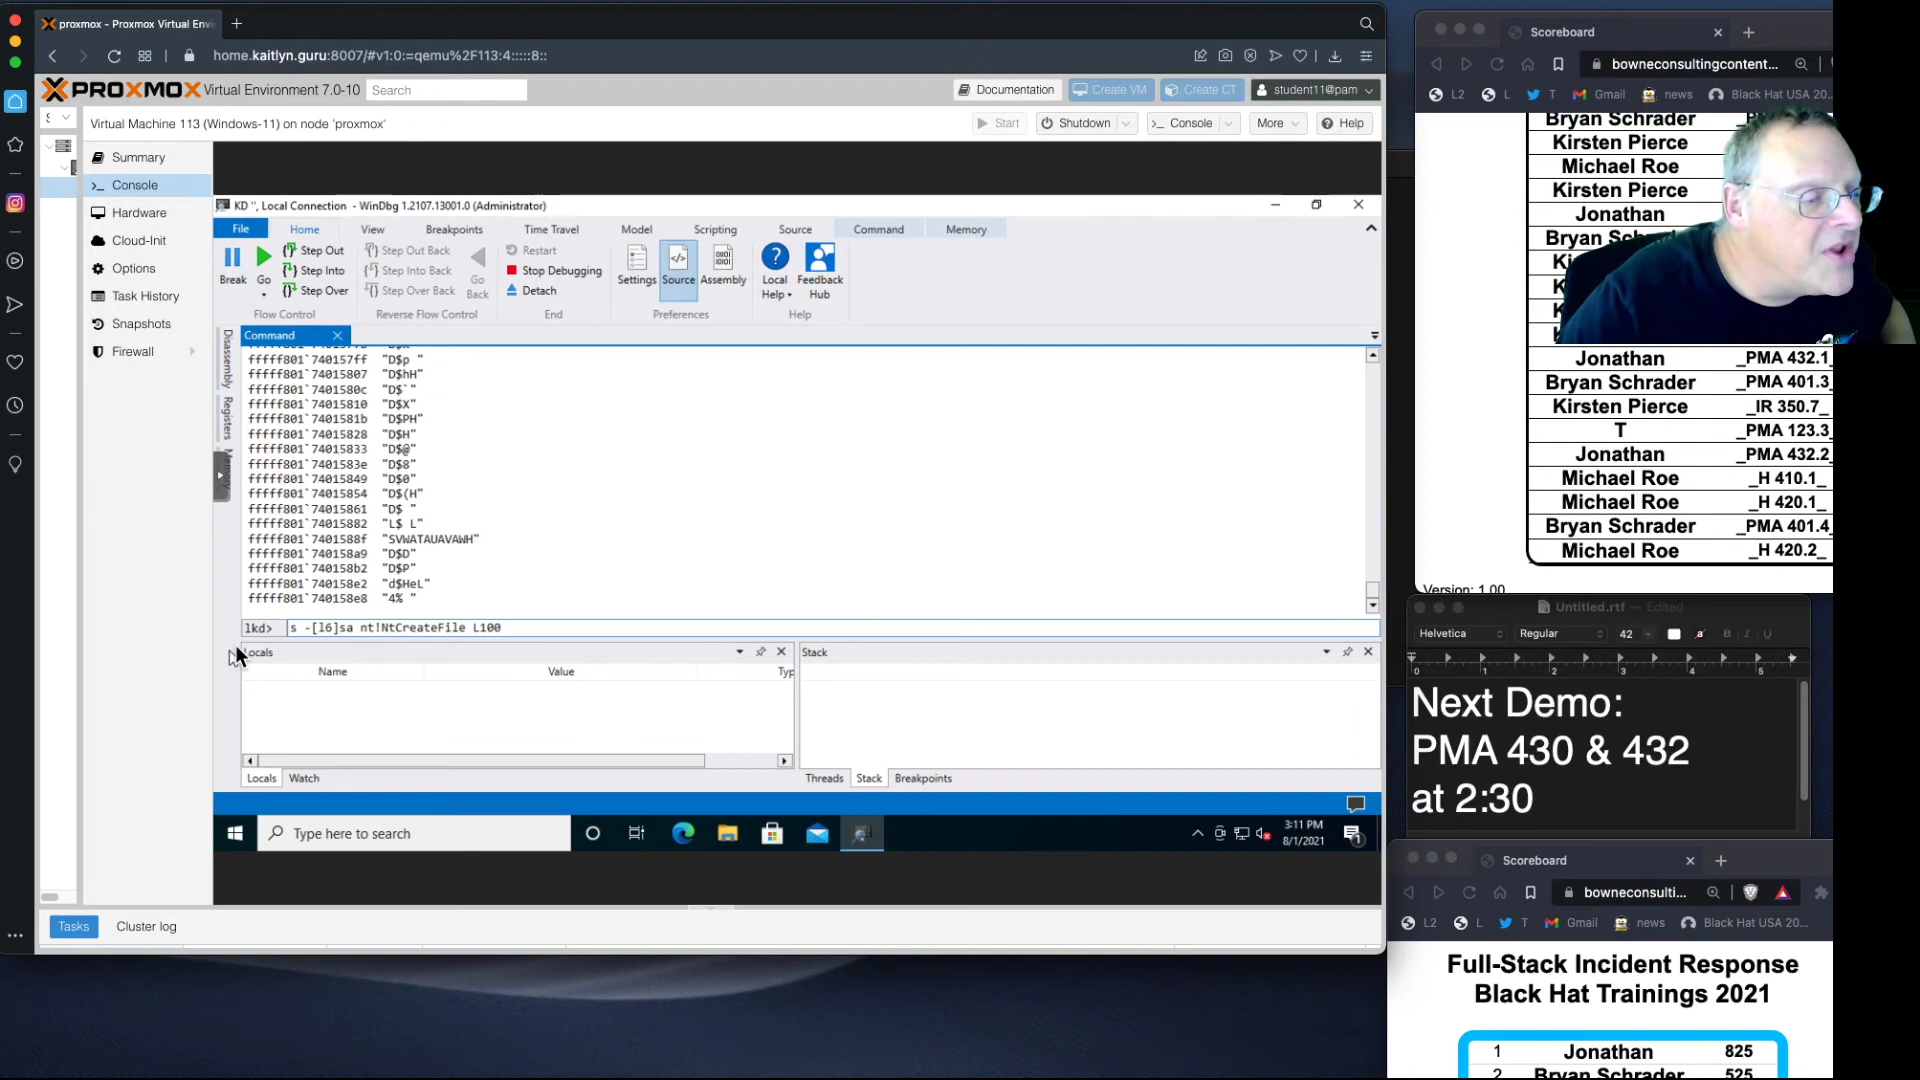 proxmox - Proxmox Virtual Envi
home.kaitlyn.guru:8007/#v1:0:=qemu%2F113:4:::::8::
PROXMOX Virtual Environment 7.0-10
Search
Documentation
Create VM
Create CT
student11@pam
Virtual Machine 113 (Windows-11) on node 'proxmox'
Start
Shutdown
Console
More
Help
Summary
Console
Hardware
Cloud-Init
Options
Task History
Snapshots
Firewall
KD '', Local Connection - WinDbg 1.2107.13001.0 (Administrator)
File Home View Breakpoints Time Travel Model Scripting Source Command Memory
Break
Go
Step Out
Step Into
Step Over
Flow Control
Step Out Back
Step Into Back
Step Over Back
Go Back
Reverse Flow Control
Restart
Stop Debugging
Detach
End
Settings
Source
Assembly
Preferences
Local Help
Feedback Hub
Help
Disassembly
Registers
Command
fffff801`740157ff "D$p "
fffff801`74015807 "D$hH"
fffff801`7401580c "D$`"
fffff801`74015810 "D$X"
fffff801`7401581b "D$PH"
fffff801`74015828 "D$H"
fffff801`74015833 "D$@"
fffff801`7401583e "D$8"
fffff801`74015849 "D$0"
fffff801`74015854 "D$(H"
fffff801`74015861 "D$ "
fffff801`74015882 "L$ L"
fffff801`7401588f "SVWATAUAVAWH"
fffff801`740158a9 "D$D"
fffff801`740158b2 "D$P"
fffff801`740158e2 "d$HeL"
fffff801`740158e8 "4% "
lkd> s -[l6]sa nt!NtCreateFile L100
Locals
Name Value Typ
Locals Watch
Stack
Threads Stack Breakpoints
Type here to search
3:11 PM
8/1/2021
Tasks
Cluster log
Scoreboard
bowneconsultingcontent...
L2 L T Gmail news Black Hat USA 20
Bryan Schrader
Kirsten Pierce
Michael Roe
Kirsten Pierce
Jonathan
Bryan Schrader
Jonathan _PMA 432.1_
Bryan Schrader _PMA 401.3_
Kirsten Pierce _IR 350.7_
T _PMA 123.3_
Jonathan _PMA 432.2_
Michael Roe _H 410.1_
Michael Roe _H 420.1_
Bryan Schrader _PMA 401.4_
Michael Roe _H 420.2_
Version: 1.00
Untitled.rtf — Edited
Helvetica Regular 42 B I U
0 1 2 3 4 5
Next Demo:
PMA 430 & 432
at 2:30
Scoreboard
bowneconsulti...
L2 L T Gmail news Black Hat USA 20...
Full-Stack Incident Response
Black Hat Trainings 2021
1 Jonathan 825
2 Bryan Schrader 525